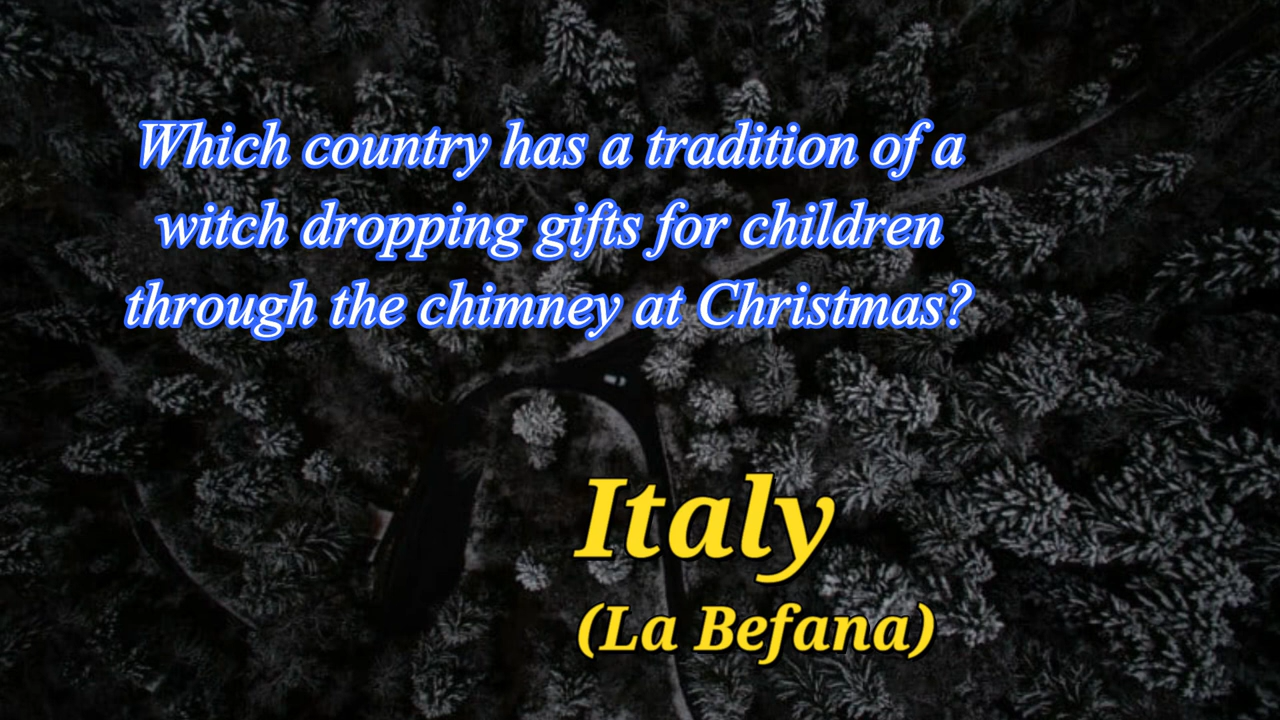 Which country has a tradition of a
witch dropping gifts for children
through the chimney at Christmas?
Italy
(La Befana)